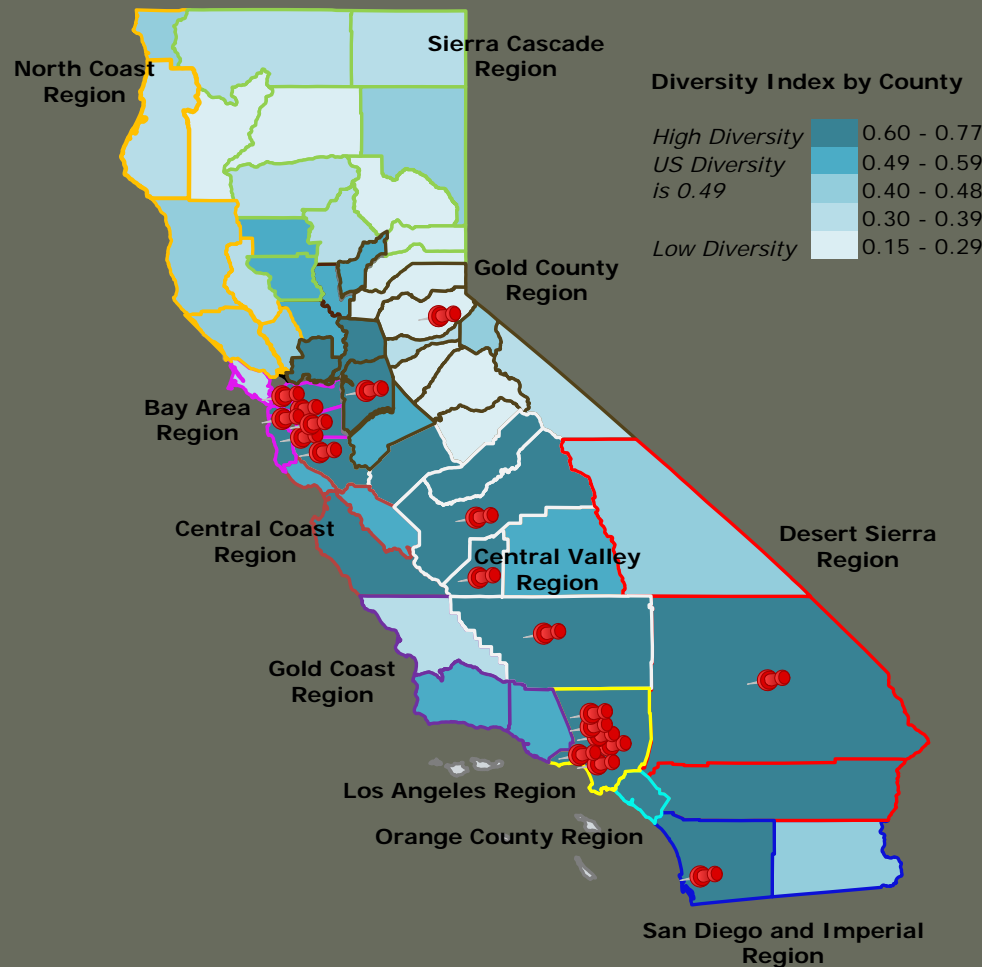 Sierra Cascade
Region
North Coast
Region
Diversity Index by County
High Diversity
US Diversity
is 0.49
Low Diversity
0.60 - 0.77
0.49 - 0.59
0.40 - 0.48
0.30 - 0.39
0.15 - 0.29
Gold County
Region
Bay Area
Region
Central Coast
Region
Central Valley
Region
Desert Sierra
Region
Gold Coast
Region
Los Angeles Region
Orange County Region
San Diego and Imperial
Region